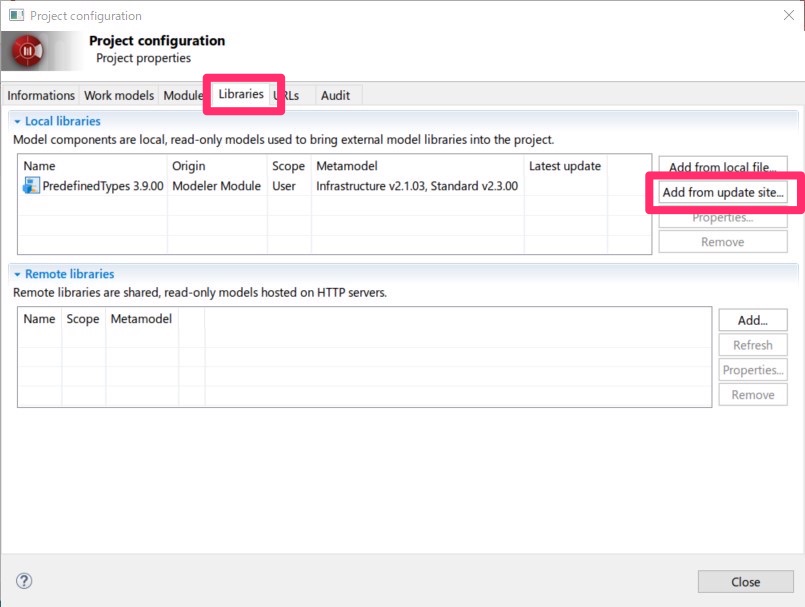 Project configuration
Project configuration
Project properties
Informations Work models Module Libraries URLs Audit
Local libraries
Model components are local, read-only models used to bring external model libraries into the project.
Name Origin Scope Metamodel Latest update
PredefinedTypes 3.9.00 Modeler Module User Infrastructure v2.1.03, Standard v2.3.00
Add from local file...
Add from update site...
Properties...
Remove
Remote libraries
Remote libraries are shared, read-only models hosted on HTTP servers.
Name Scope Metamodel
Add...
Refresh
Properties...
Remove
?
Close